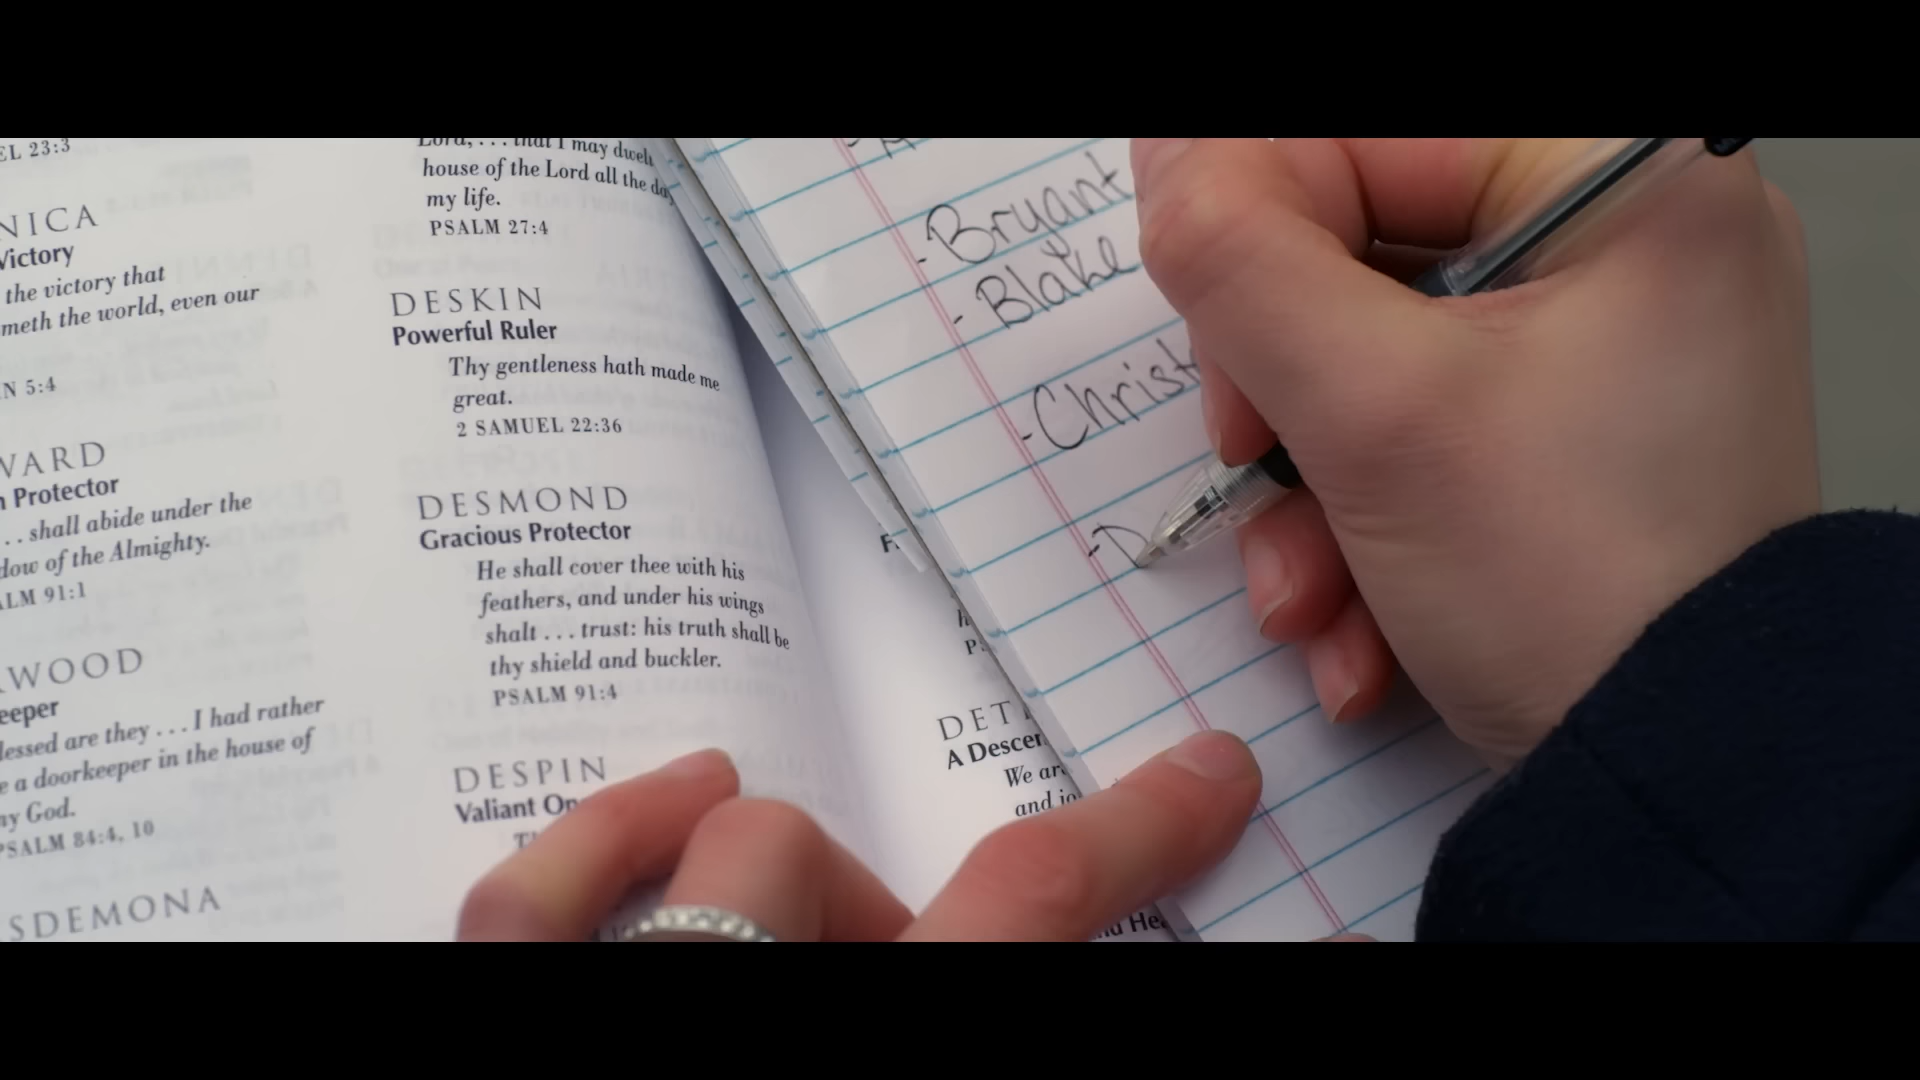 EL 23:3
NICA
Victory
the victory that
meth the world, even our
N 5:4
WARD
Protector
. . shall abide under the
dow of the Almighty.
ALM 91:1
WOOD
eeper
lessed are they . . . I had rather
e a doorkeeper in the house of
ny God.
PSALM 84:4, 10
SDEMONA
Lord, . . . that I may dwell
house of the Lord all the da
my life.
PSALM 27:4
DESKIN
Powerful Ruler
Thy gentleness hath made me
great.
2 SAMUEL 22:36
DESMOND
Gracious Protector
He shall cover thee with his
feathers, and under his wings
shalt . . . trust: his truth shall be
thy shield and buckler.
PSALM 91:4
DESPIN
Valiant On
DET
A Descen
We are
and jo
- Bryant
- Blake
- Christ
- D